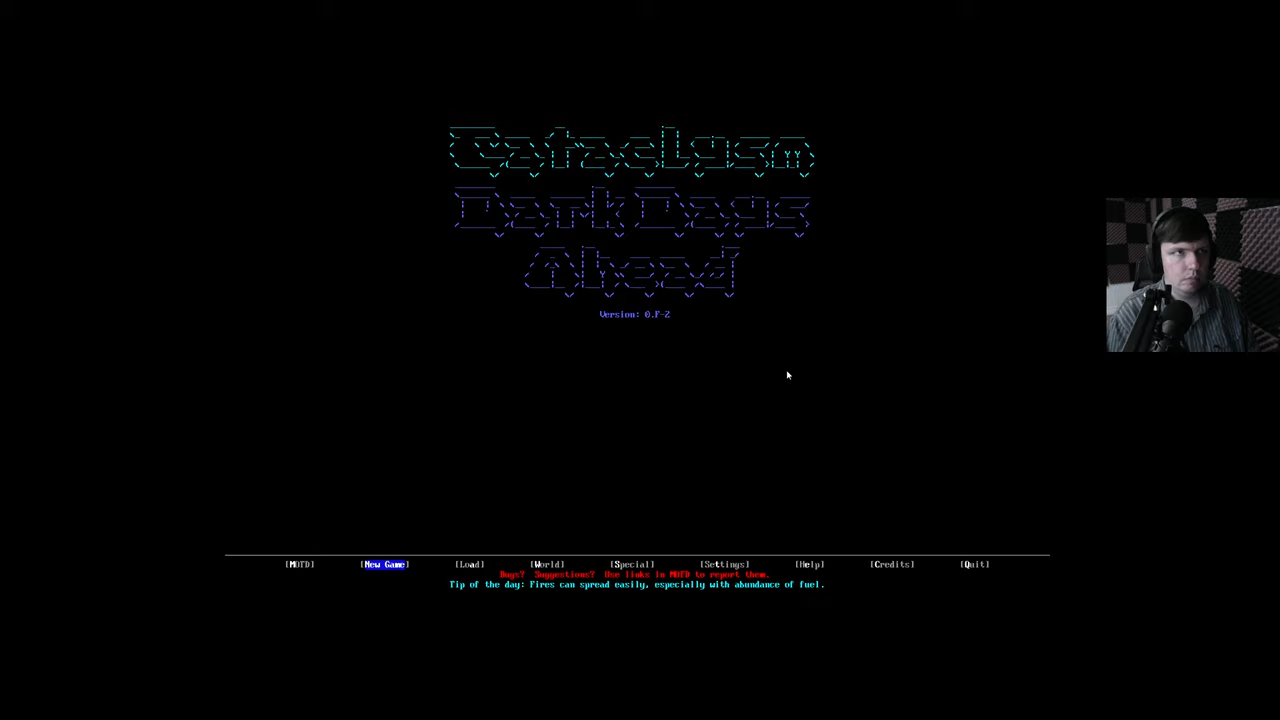 Cataclysm
Dark Days
Ahead
Version: 0.F-2
[MOTD] [New Game] [Load] [World] [Special] [Settings] [Help] [Credits] [Quit]
Bugs? Suggestions? Use links in MOTD to report them.
Tip of the day: Fires can spread easily, especially with abundance of fuel.